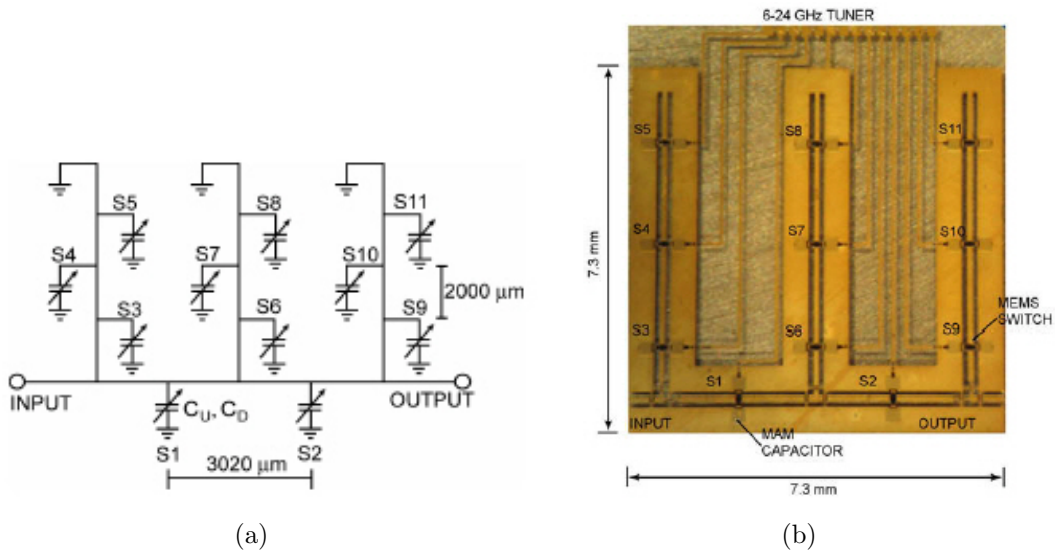 S5
S4
S3
S8
S7
S6
S11
S10
S9
2000 μm
INPUT
OUTPUT
C_U, C_D
S1
S2
3020 μm
(a)
6-24 GHz TUNER
S5
S8
S11
S4
S7
S10
7.3 mm
S3
S6
S9
MEMS
SWITCH
S1
S2
INPUT
OUTPUT
MAM
CAPACITOR
7.3 mm
(b)